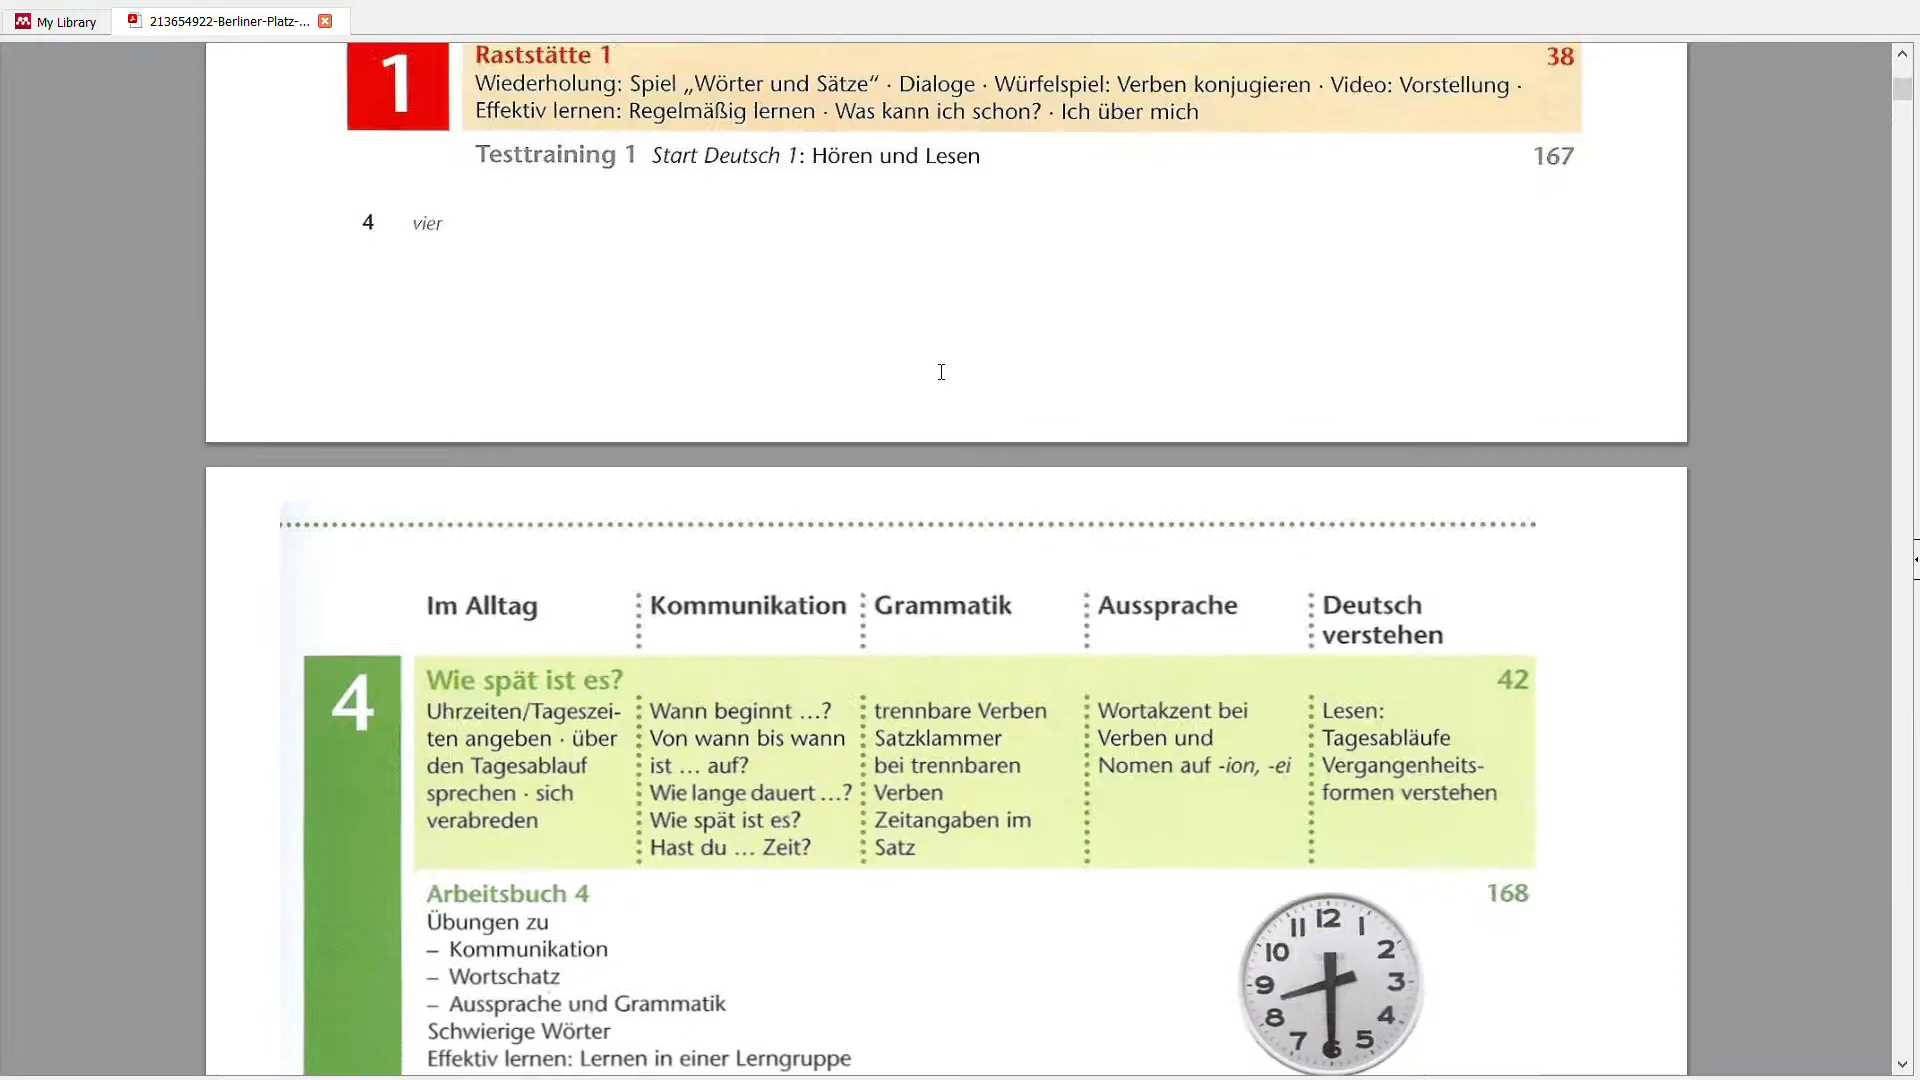 My Library
213654922-Berliner-Platz-...
1
Raststätte 1
38
Wiederholung: Spiel „Wörter und Sätze“ · Dialoge · Würfelspiel: Verben konjugieren · Video: Vorstellung ·
Effektiv lernen: Regelmäßig lernen · Was kann ich schon? · Ich über mich
Testtraining 1 Start Deutsch 1: Hören und Lesen
167
4 vier
Im Alltag
Kommunikation
Grammatik
Aussprache
Deutsch
verstehen
4
Wie spät ist es?
42
Uhrzeiten/Tageszei-
ten angeben · über
den Tagesablauf
sprechen · sich
verabreden
Wann beginnt ...?
Von wann bis wann
ist ... auf?
Wie lange dauert ...?
Wie spät ist es?
Hast du ... Zeit?
trennbare Verben
Satzklammer
bei trennbaren
Verben
Zeitangaben im
Satz
Wortakzent bei
Verben und
Nomen auf -ion, -ei
Lesen:
Tagesabläufe
Vergangenheits-
formen verstehen
Arbeitsbuch 4
168
Übungen zu
– Kommunikation
– Wortschatz
– Aussprache und Grammatik
Schwierige Wörter
Effektiv lernen: Lernen in einer Lerngruppe
12
1
2
3
4
5
6
7
8
9
10
11